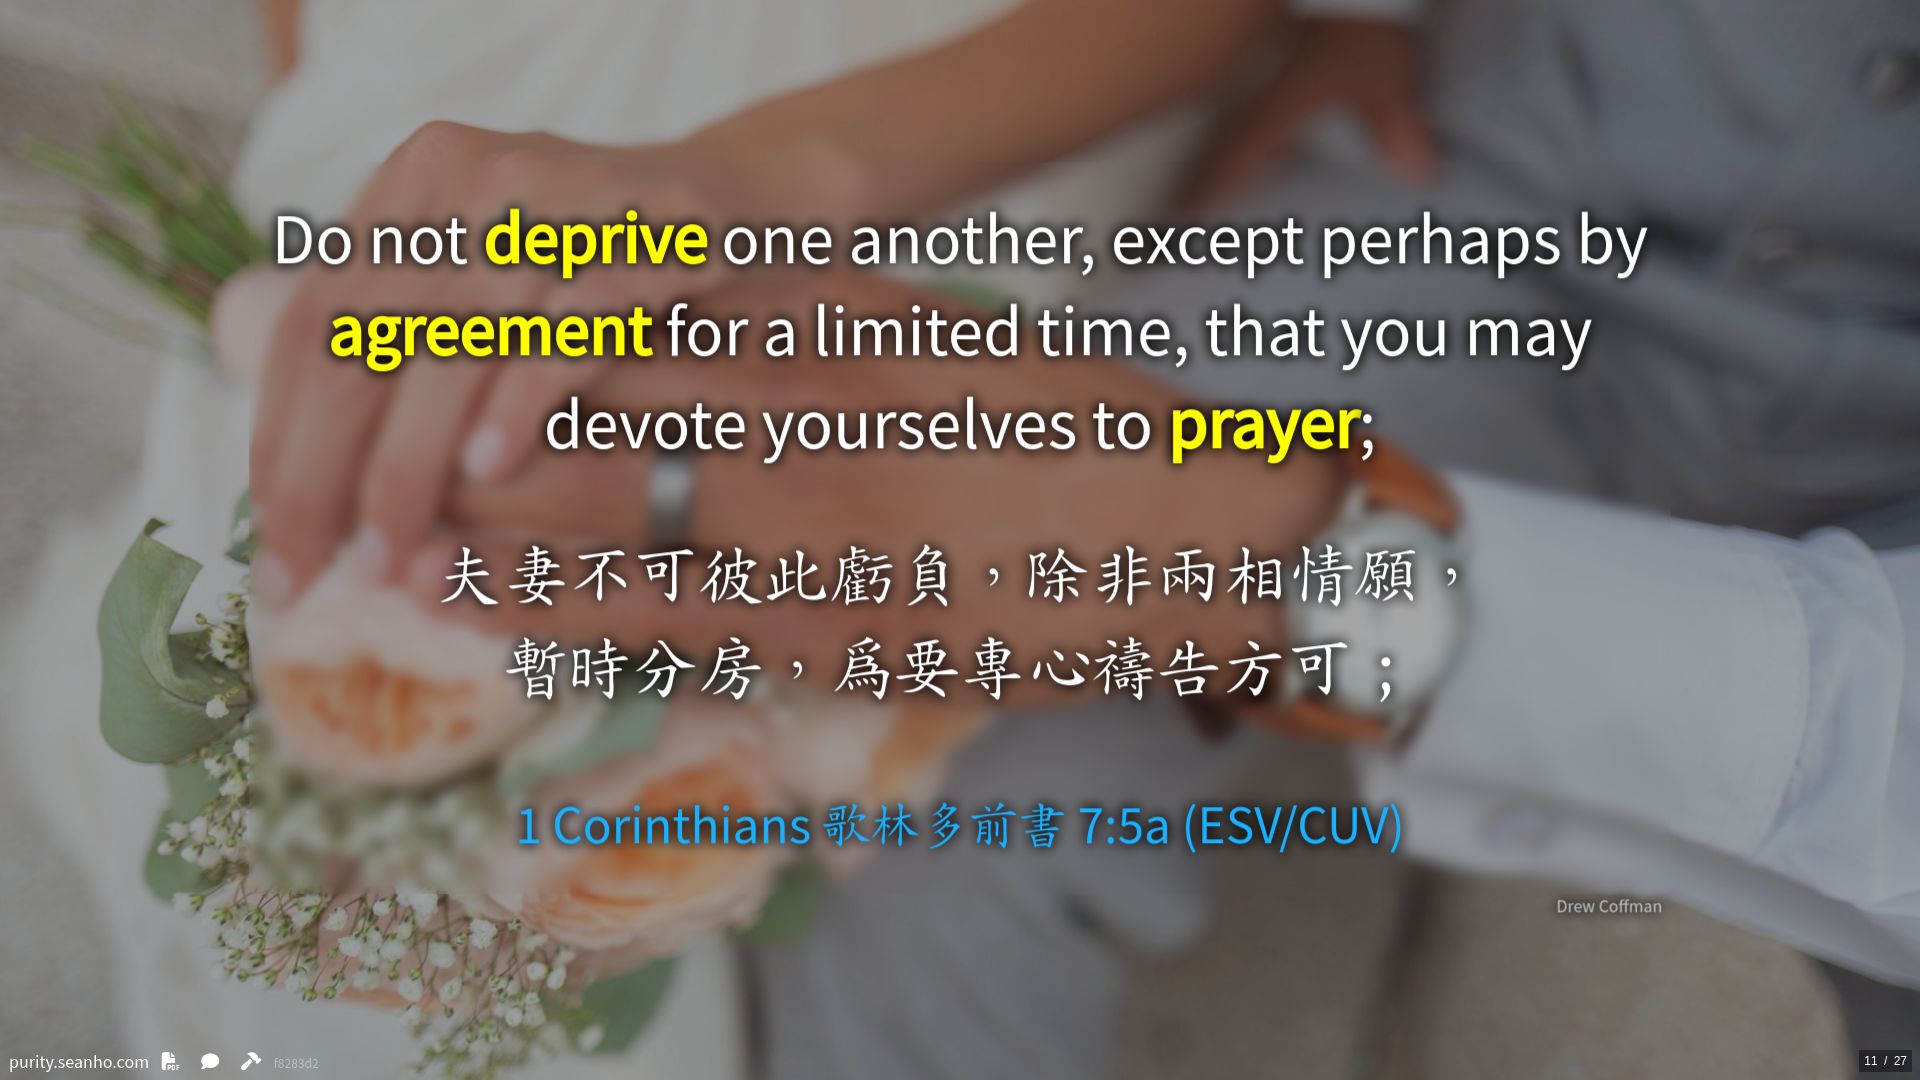 Do not deprive one another, except perhaps by
agreement for a limited time, that you may
devote yourselves to prayer;
夫妻不可彼此虧負，除非兩相情願，
暫時分房，爲要專心禱告方可；
1 Corinthians 歌林多前書 7:5a (ESV/CUV)
Drew Coffman
purity.seanho.com PDF f8283d2
11 / 27